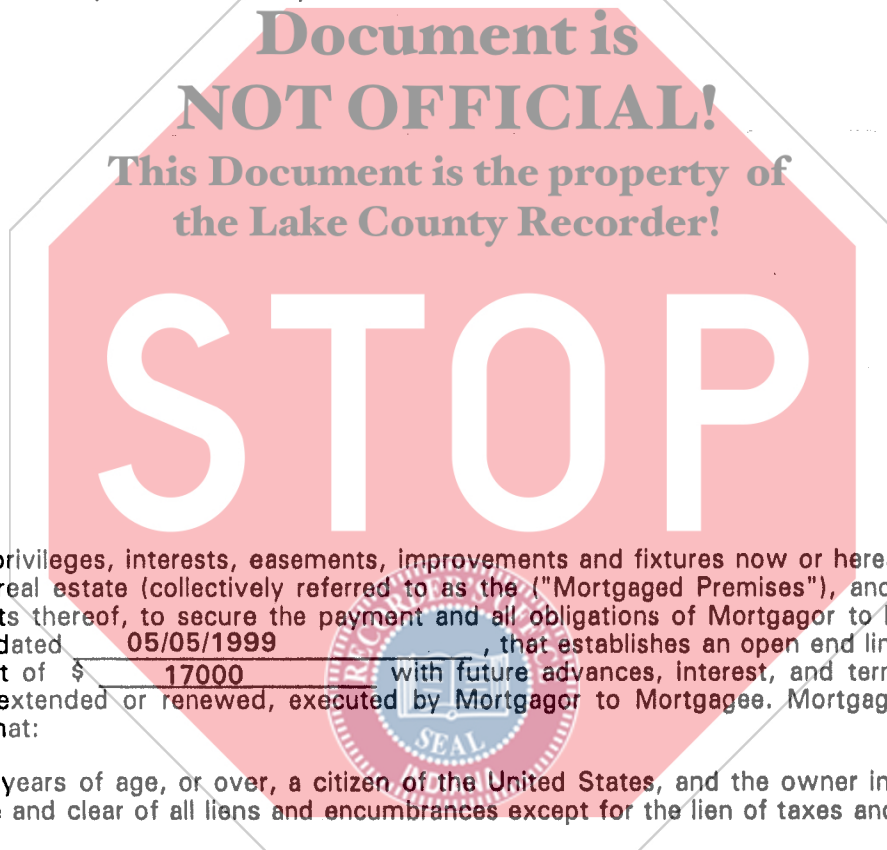 Document is
NOT OFFICIAL!
This Document is the property of
the Lake County Recorder!
STOP
privileges, interests, easements, improvements and fixtures now or here
real estate (collectively referred to as the ("Mortgaged Premises"), and
ts thereof, to secure the payment and all obligations of Mortgagor to
dated 05/05/1999 , that establishes an open end lin
t of $ 17000 with future advances, interest, and ter
extended or renewed, executed by Mortgagor to Mortgagee. Mortgag
hat:
years of age, or over, a citizen of the United States, and the owner in
and clear of all liens and encumbrances except for the lien of taxes and
RECORDER
SEAL
INDIANA